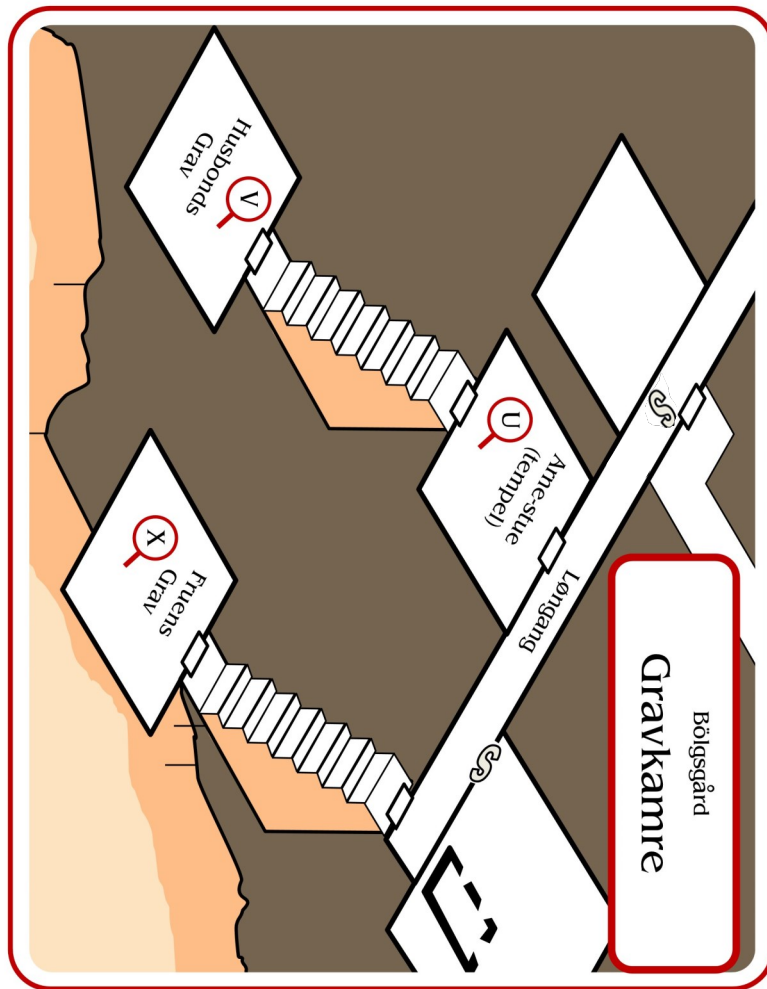 Bölgsgård
Gravkamre
Husbonds
Grav
V
U
Arne-stue
(tempel)
Løngang
S
S
X
Fruens
Grav